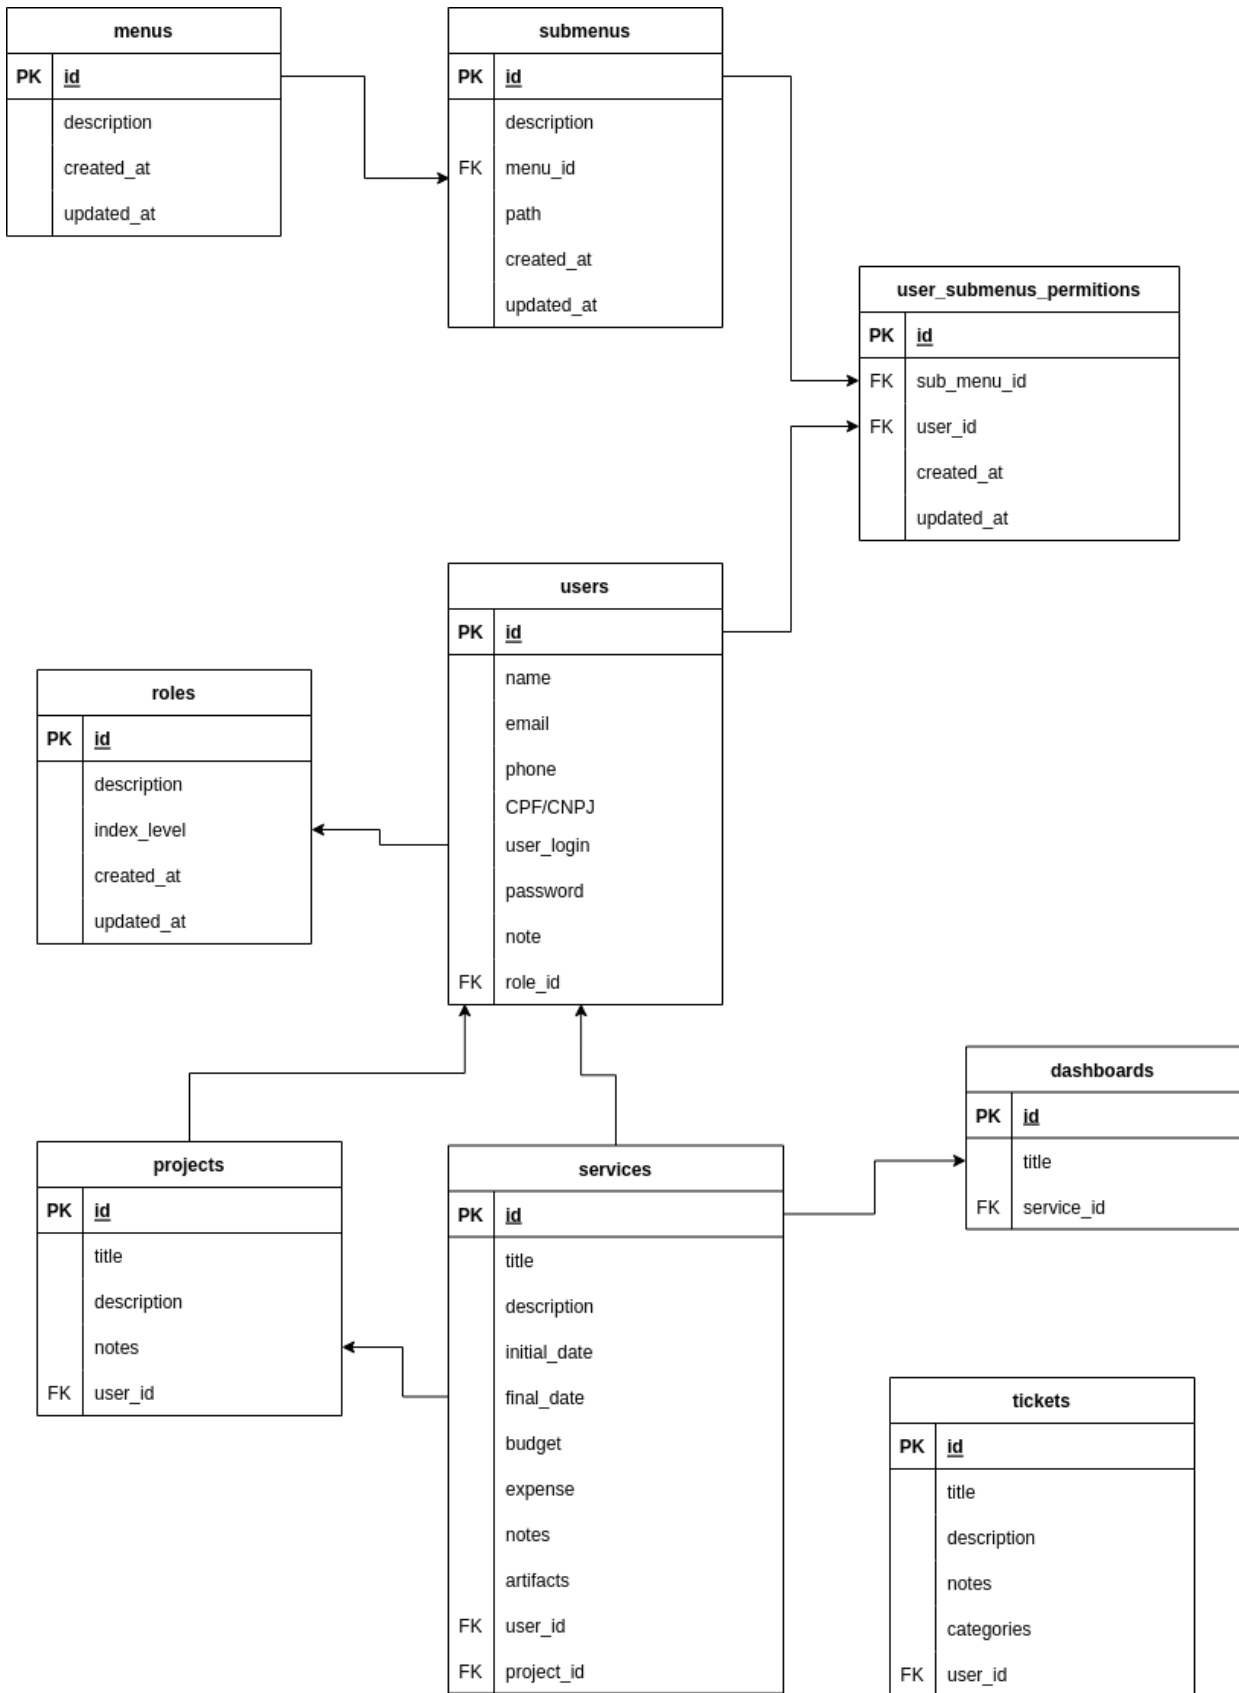 menus
PK id
description
created_at
updated_at
submenus
PK id
description
FK menu_id
path
created_at
updated_at
user_submenus_permitions
PK id
FK sub_menu_id
FK user_id
created_at
updated_at
users
PK id
name
email
phone
CPF/CNPJ
user_login
password
note
FK role_id
roles
PK id
description
index_level
created_at
updated_at
dashboards
PK id
title
FK service_id
projects
PK id
title
description
notes
FK user_id
services
PK id
title
description
initial_date
final_date
budget
expense
notes
artifacts
FK user_id
FK project_id
tickets
PK id
title
description
notes
categories
FK user_id